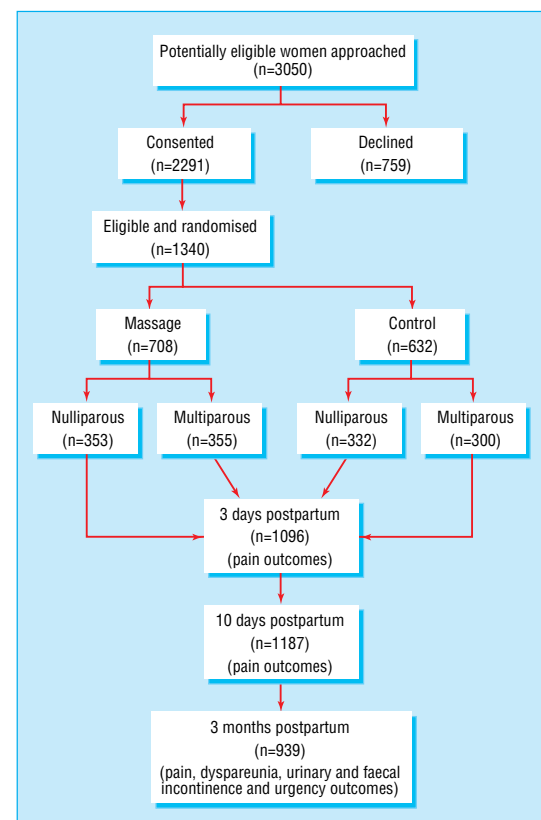 Potentially eligible women approached
(n=3050)
Consented
(n=2291)
Declined
(n=759)
Eligible and randomised
(n=1340)
Massage
(n=708)
Control
(n=632)
Nulliparous
(n=353)
Multiparous
(n=355)
Nulliparous
(n=332)
Multiparous
(n=300)
3 days postpartum
(n=1096)
(pain outcomes)
10 days postpartum
(n=1187)
(pain outcomes)
3 months postpartum
(n=939)
(pain, dyspareunia, urinary and faecal
incontinence and urgency outcomes)